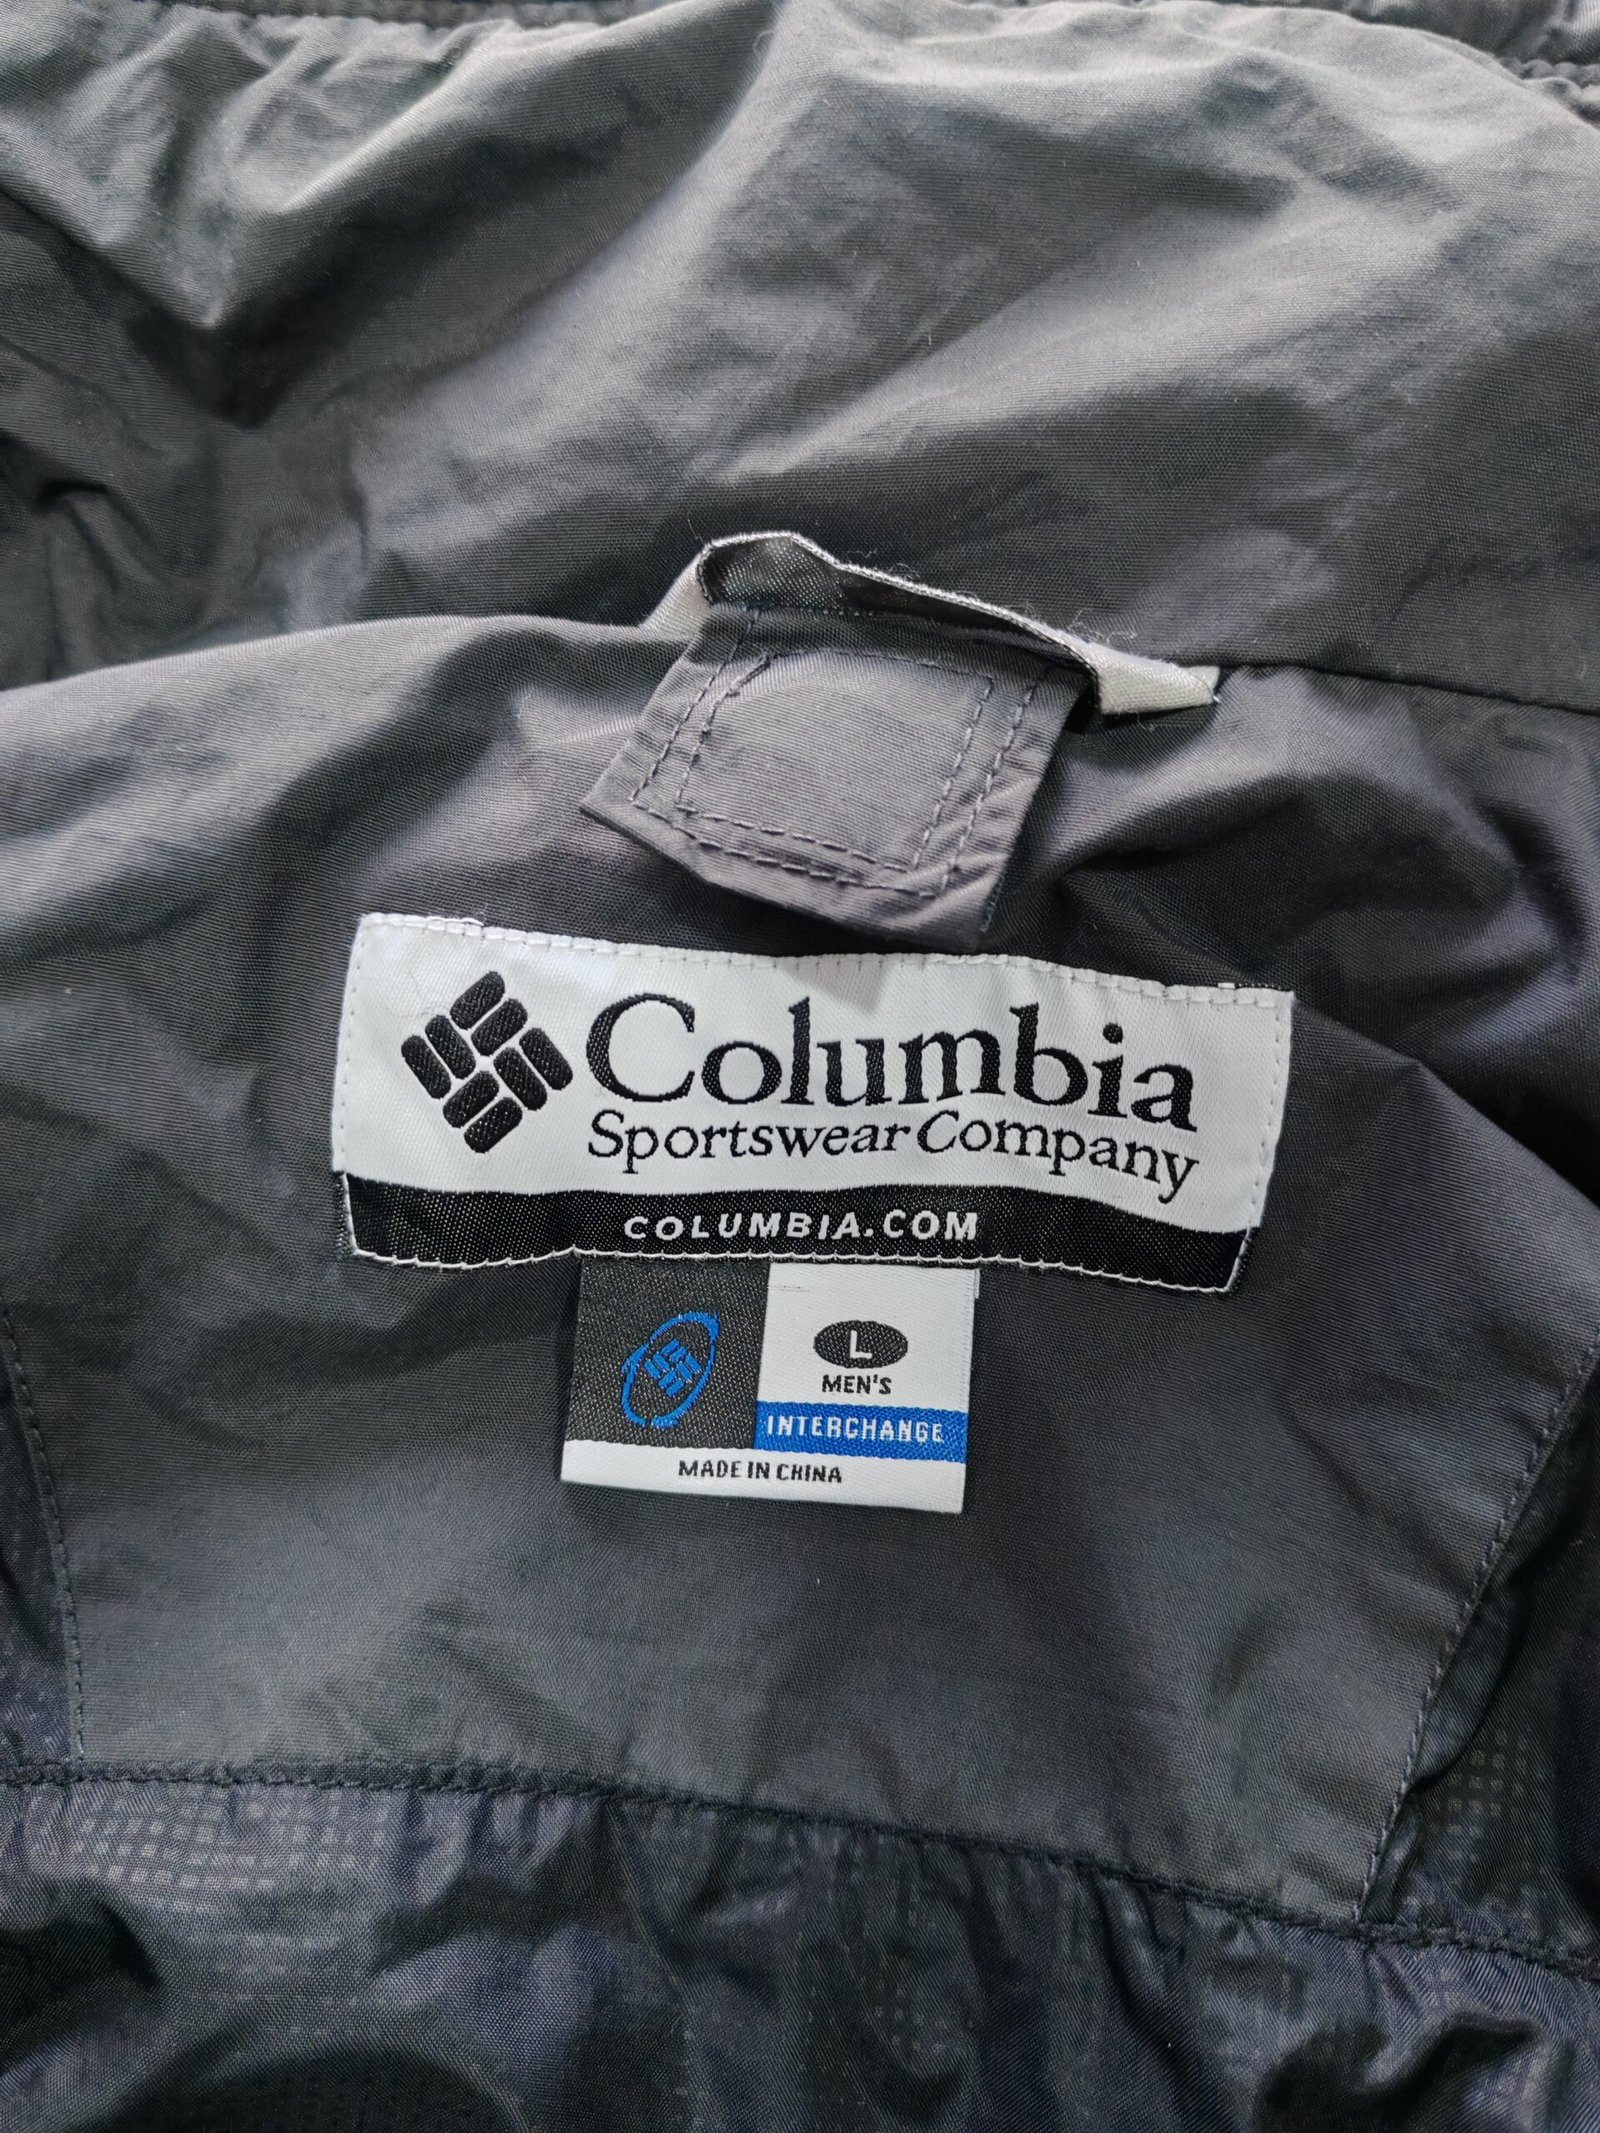 Columbia
Sportswear Company
COLUMBIA.COM
L
MEN'S
INTERCHANGE
MADE IN CHINA